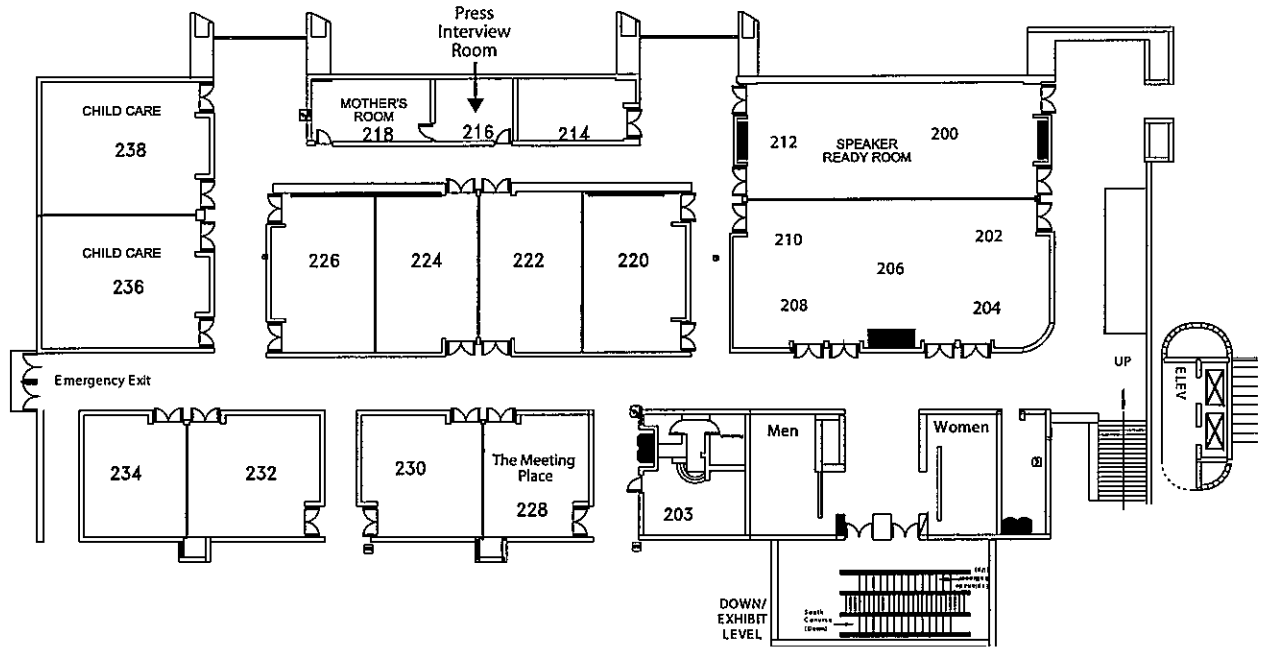 Press
Interview
Room
CHILD CARE
238
MOTHER'S
ROOM
218
216
214
212
SPEAKER
READY ROOM
200
CHILD CARE
236
226
224
222
220
210
202
206
208
204
Emergency Exit
UP
ELEV
234
232
230
The Meeting
Place
228
203
Men
Women
DOWN/
EXHIBIT
LEVEL
South
(Down)